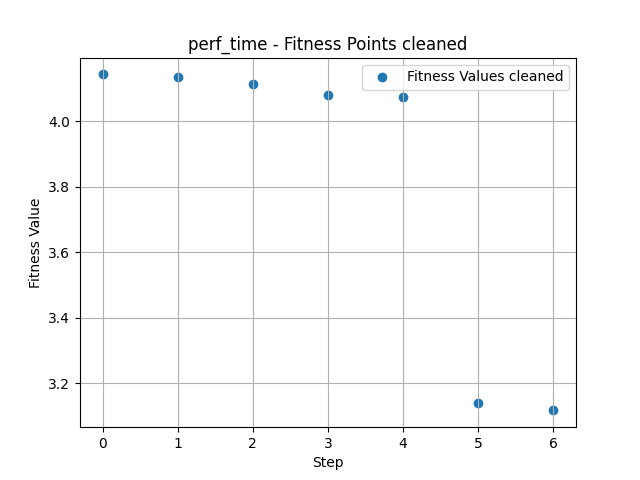 perf_time - Fitness Points cleaned
Fitness Values cleaned
Fitness Value
4.0
3.8
3.6
3.4
3.2
0 1 2 3 4 5 6
Step